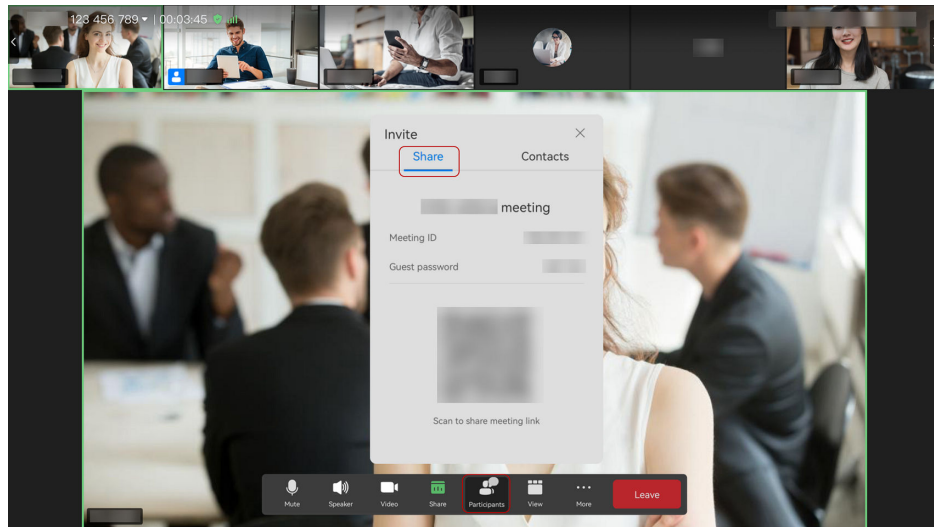 123 456 789 | 00:03:45
Invite
Share Contacts
meeting
Meeting ID
Guest password
Scan to share meeting link
Mute Speaker Video Share Participants View More Leave